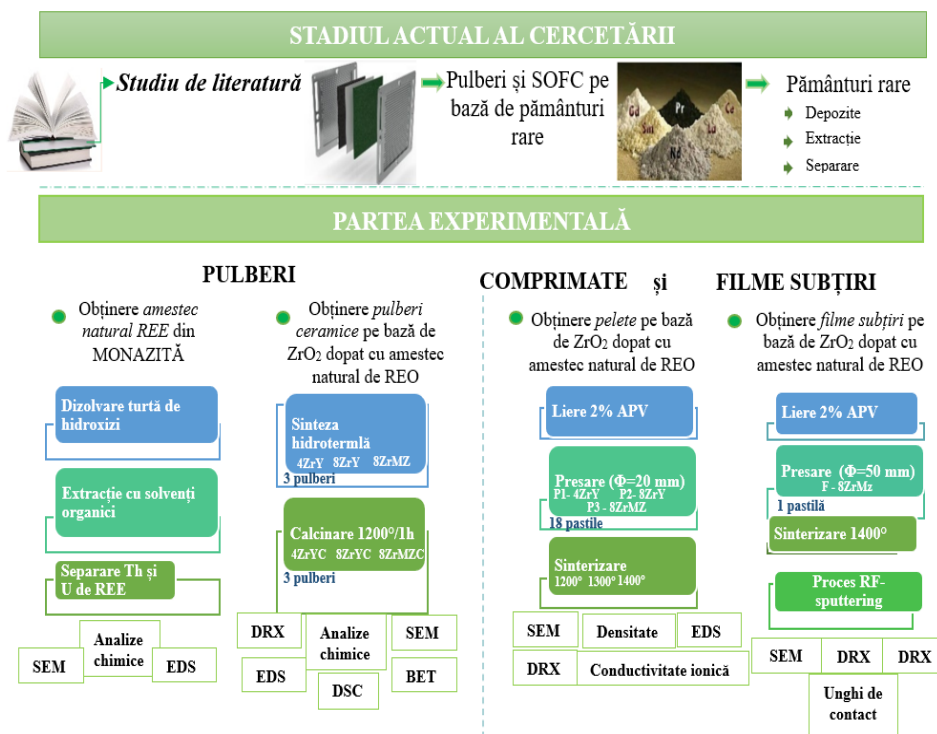 STADIUL ACTUAL AL CERCETĂRII
Studiu de literatură
Pulberi și SOFC pe
bază de pământuri
rare
Gd
Pr
Ce
Sm
La
Nd
Pământuri rare
Depozite
Extracție
Separare
PARTEA EXPERIMENTALĂ
PULBERI
Obținere amestec
natural REE din
MONAZITĂ
Dizolvare turtă de
hidroxizi
Extracție cu solvenți
organici
Separare Th și
U de REE
Analize
chimice
SEM
EDS
Obținere pulberi
ceramice pe bază de
ZrO2 dopat cu amestec
natural de REO
Sinteza
hidrotermlă
4ZrY 8ZrY 8ZrMZ
3 pulberi
Calcinare 1200°/1h
4ZrYC 8ZrYC 8ZrMZC
3 pulberi
DRX
Analize
chimice
SEM
EDS
DSC
BET
COMPRIMATE și FILME SUBȚIRI
Obținere pelete pe bază
de ZrO2 dopat cu
amestec natural de REO
Liere 2% APV
Presare (Φ=20 mm)
P1- 4ZrY P2- 8ZrY
P3 - 8ZrMZ
18 pastile
Sinterizare
1200° 1300° 1400°
SEM
Densitate
EDS
DRX
Conductivitate ionică
Obținere filme subțiri pe
bază de ZrO2 dopat cu
amestec natural de REO
Liere 2% APV
Presare (Φ=50 mm)
F - 8ZrMz
1 pastilă
Sinterizare 1400°
Proces RF-
sputtering
SEM
DRX
DRX
Unghi de
contact